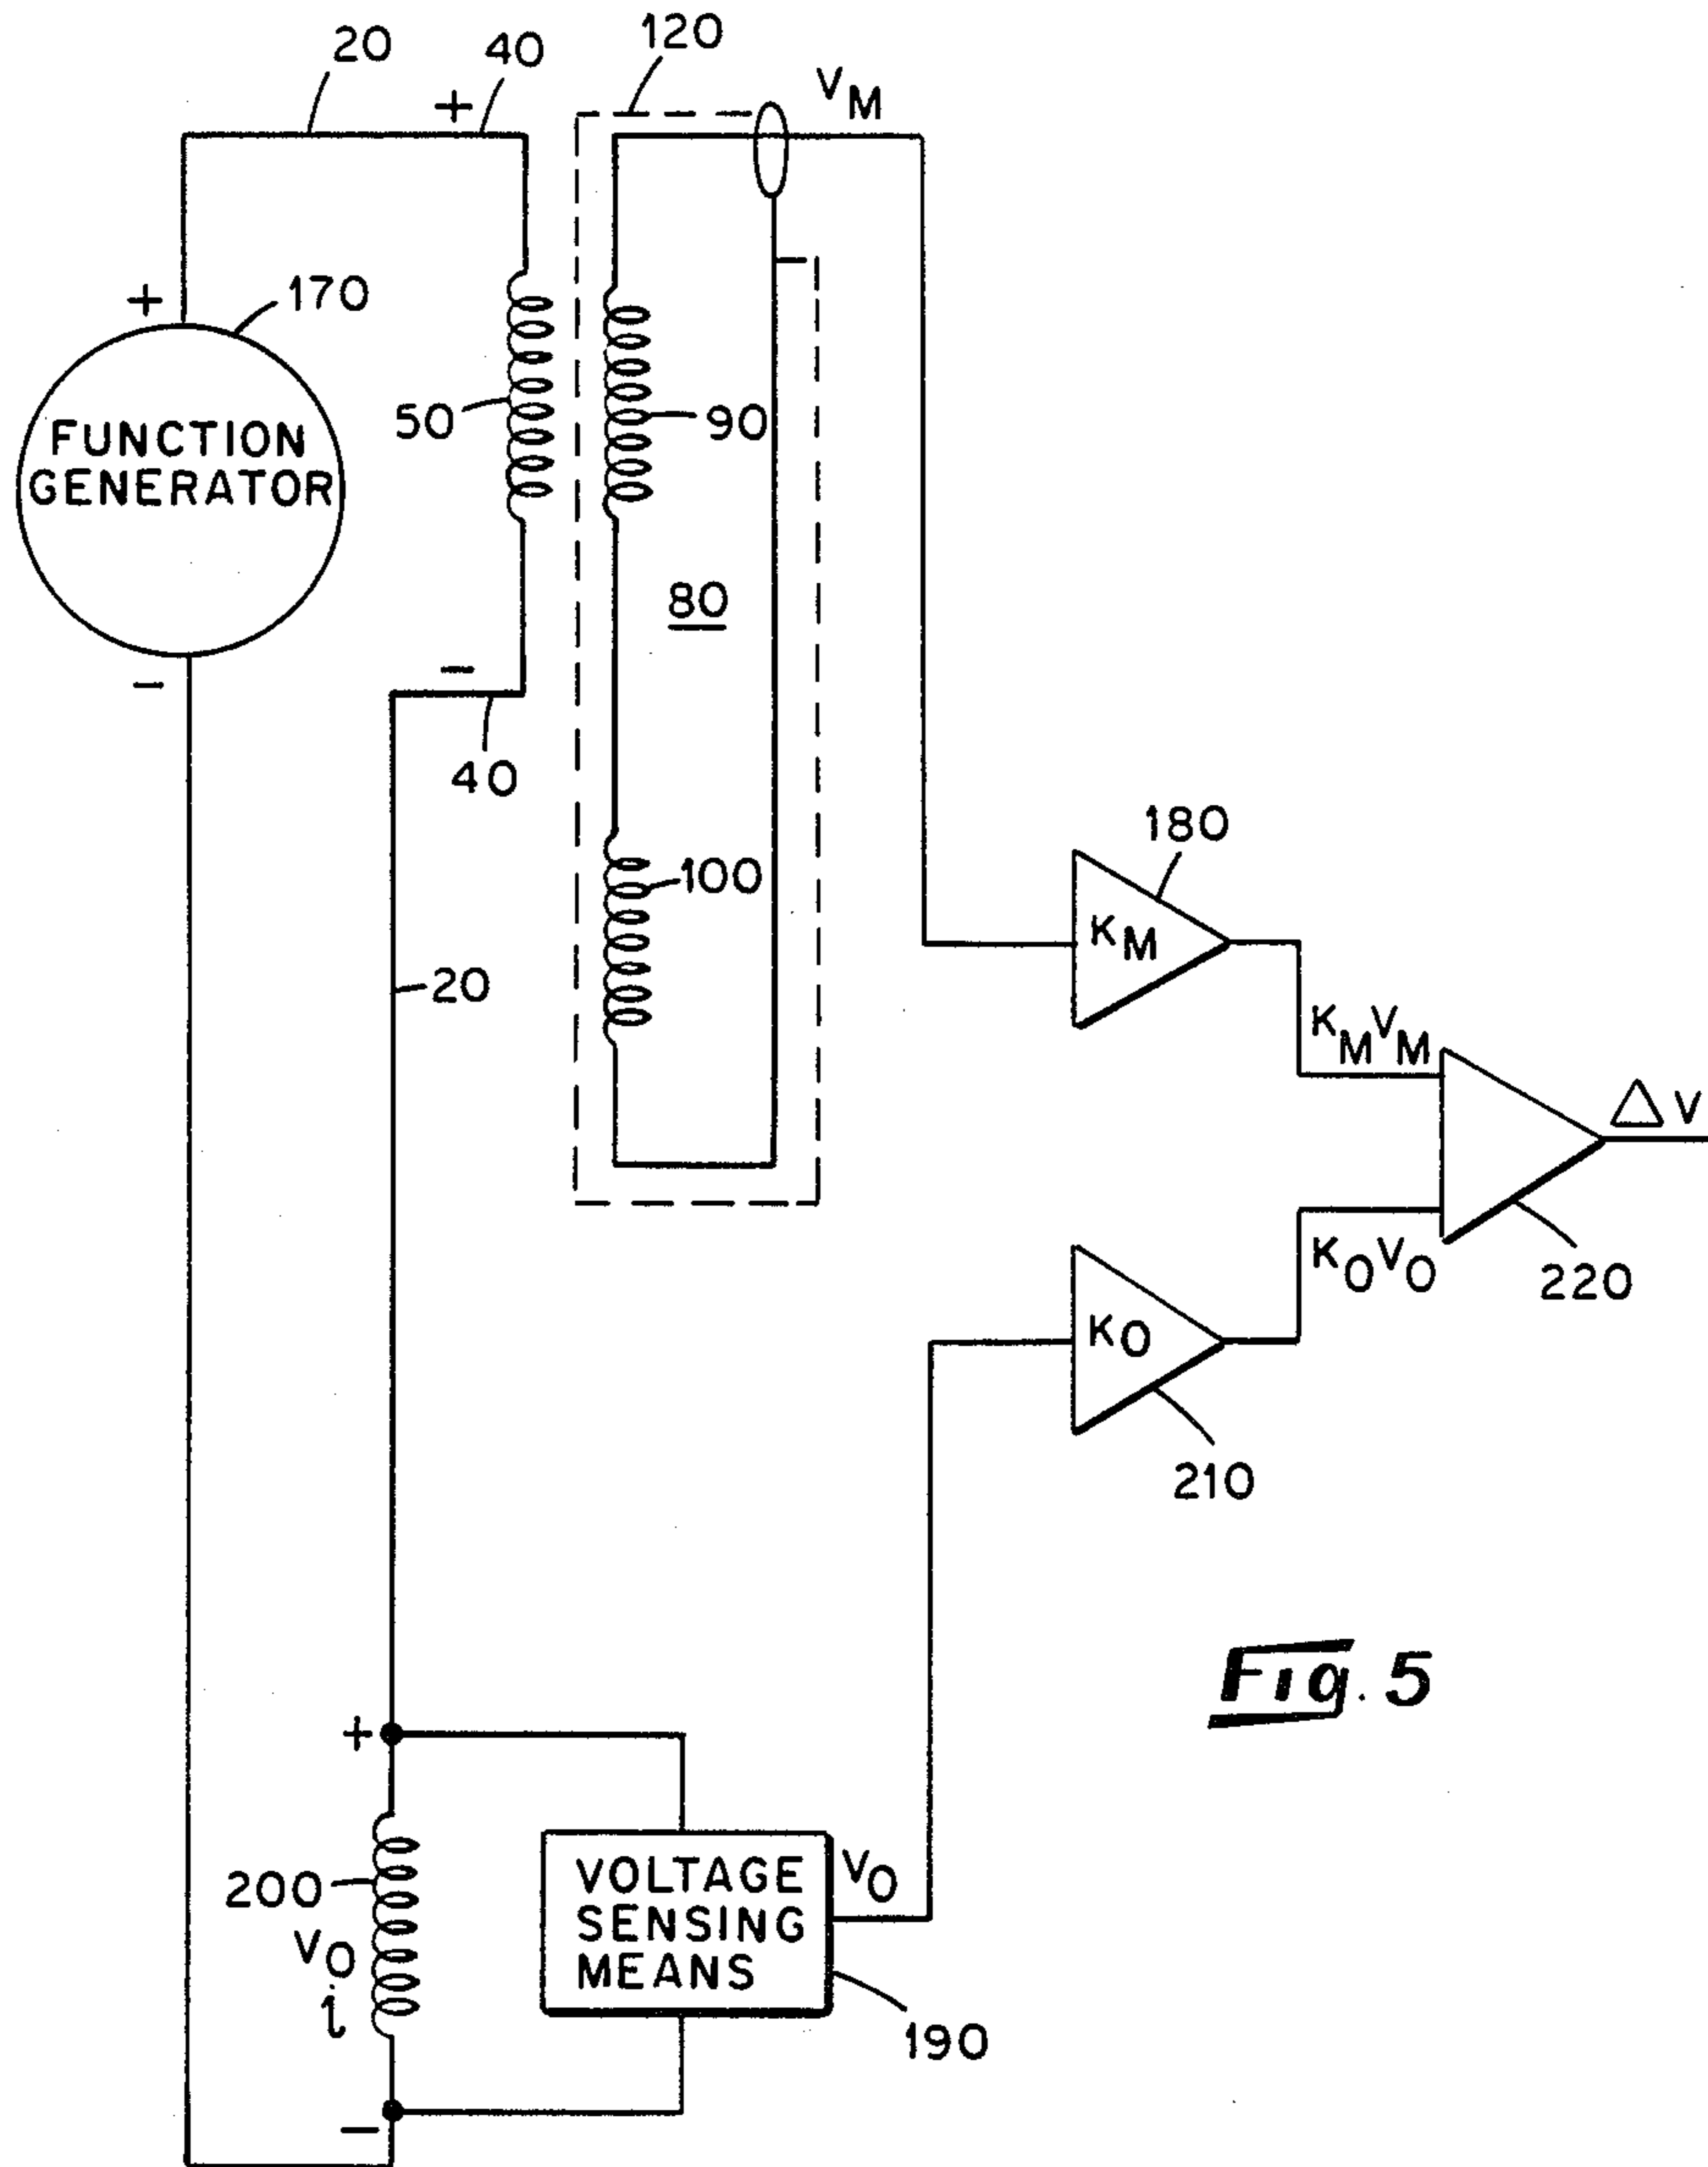 20
40
120
V_M
+
+
170
FUNCTION
GENERATOR
50
90
80
-
-
40
100
180
K_M
20
K_M V_M
Δ V
K_O V_O
220
K_O
210
Fig. 5
+
200
V_O
i
VOLTAGE
SENSING
MEANS
V_O
190
-